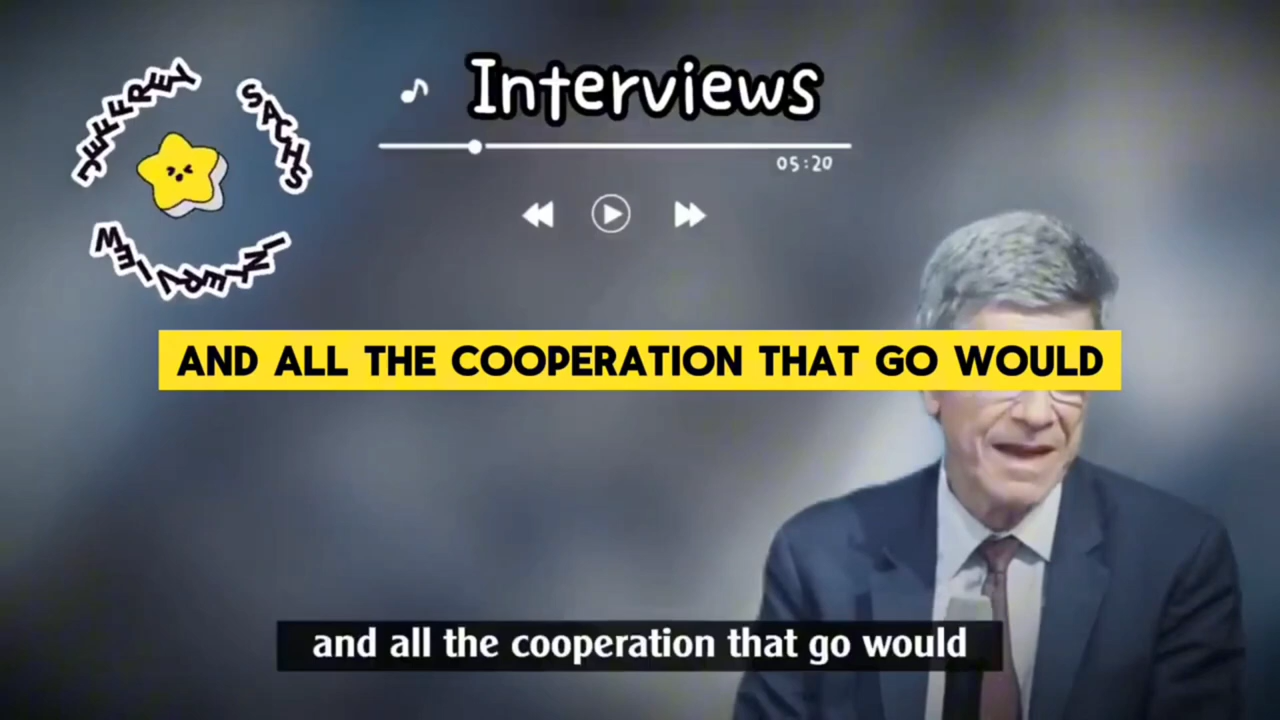 JEFFREY SACHS
INTERVIEW
Interviews
05:20
AND ALL THE COOPERATION THAT GO WOULD
and all the cooperation that go would